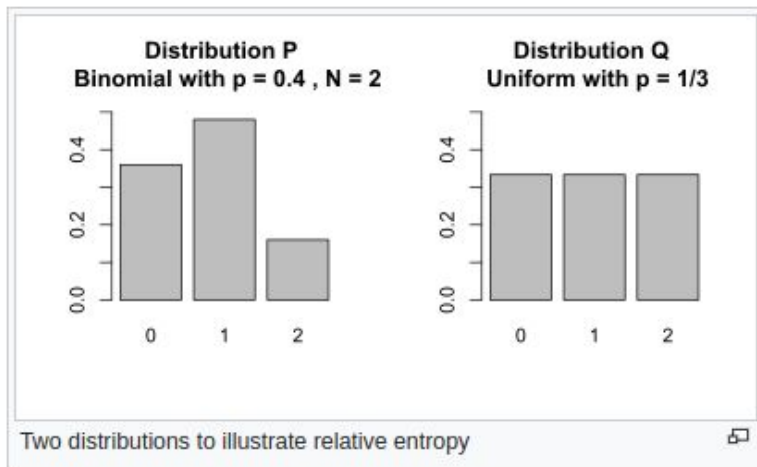 Distribution P
Binomial with p = 0.4 , N = 2
0.4
0.2
0.0
0 1 2
Distribution Q
Uniform with p = 1/3
0.4
0.2
0.0
0 1 2
Two distributions to illustrate relative entropy